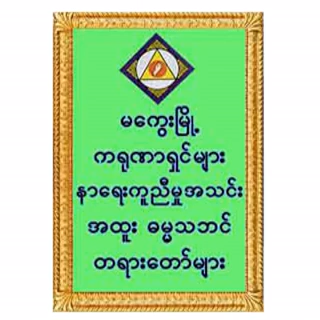 မကွေးမြို့
ကရုဏာရှင်များ
နာရေးကူညီမှုအသင်း
အထူး ဓမ္မသဘင်
တရားတော်များ